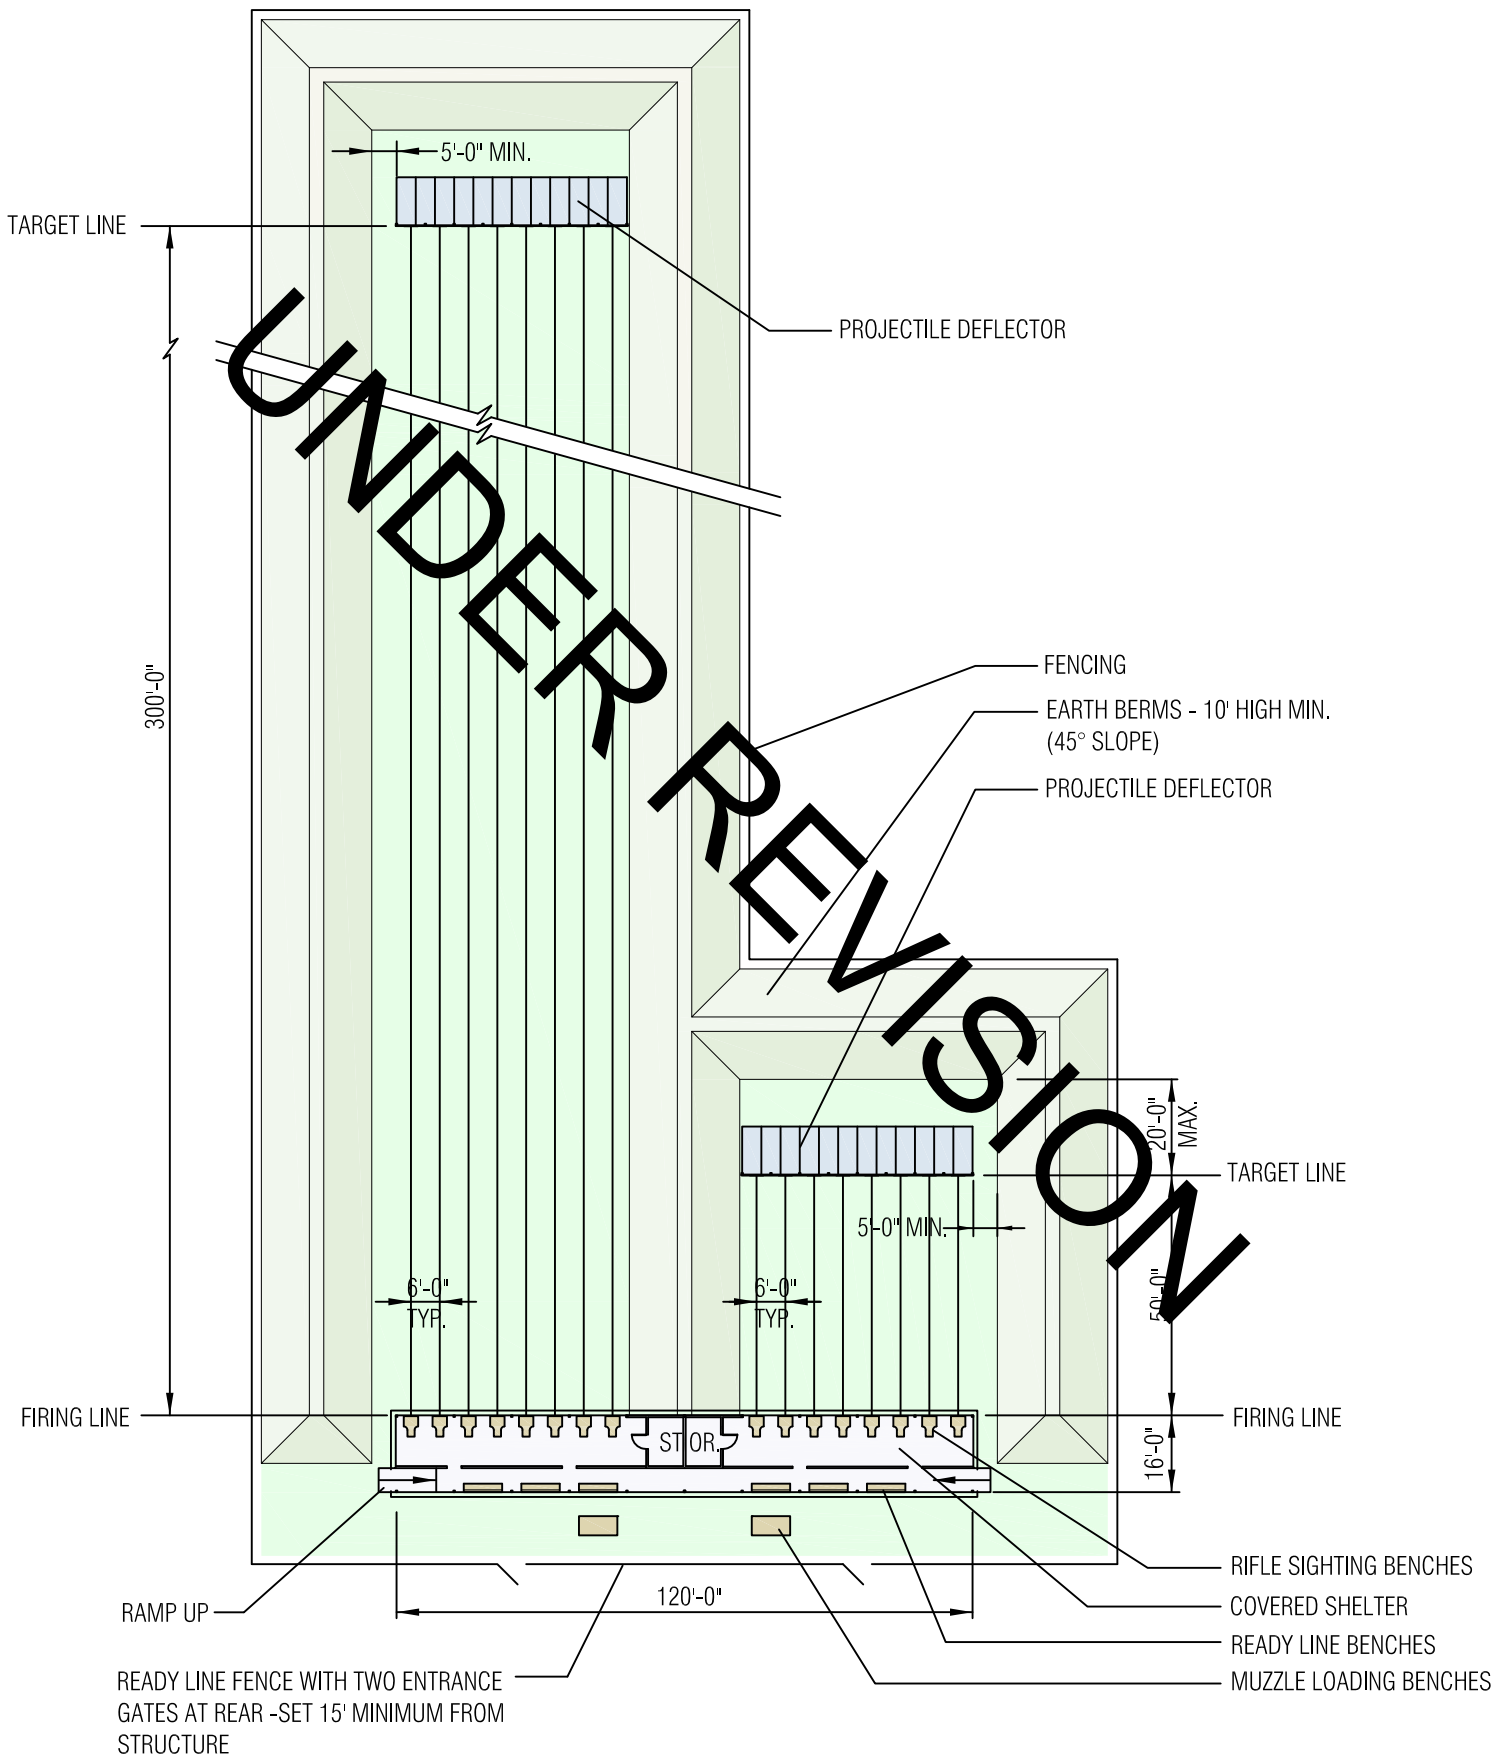 5'-0" MIN.
TARGET LINE
PROJECTILE DEFLECTOR
UNDER REVISION
300'-0"
FENCING
EARTH BERMS - 10' HIGH MIN.
(45° SLOPE)
PROJECTILE DEFLECTOR
20'-0"
MAX.
TARGET LINE
5'-0" MIN.
6'-0"
TYP.
6'-0"
TYP.
50'-0"
FIRING LINE
FIRING LINE
STOR.
16'-0"
RIFLE SIGHTING BENCHES
120'-0"
RAMP UP
COVERED SHELTER
READY LINE BENCHES
MUZZLE LOADING BENCHES
READY LINE FENCE WITH TWO ENTRANCE
GATES AT REAR -SET 15' MINIMUM FROM
STRUCTURE